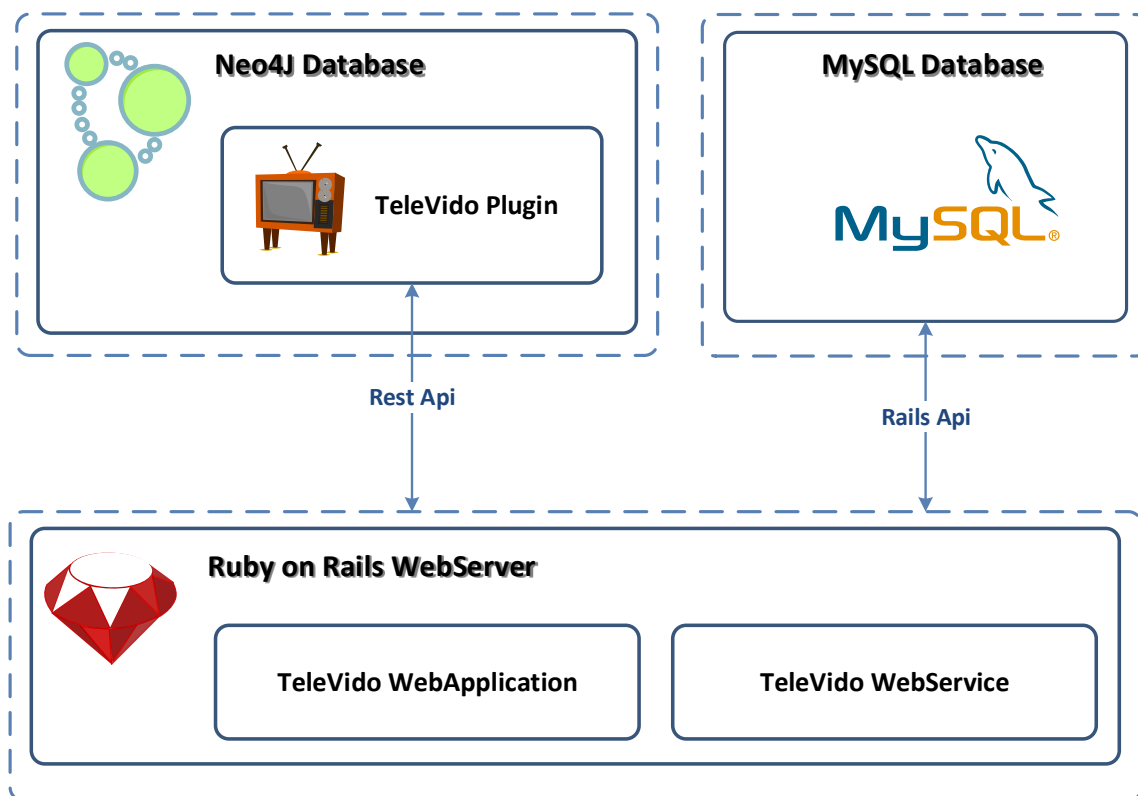 Neo4J Database
TeleVido Plugin
MySQL Database
MySQL®
Rest Api
Rails Api
Ruby on Rails WebServer
TeleVido WebApplication
TeleVido WebService